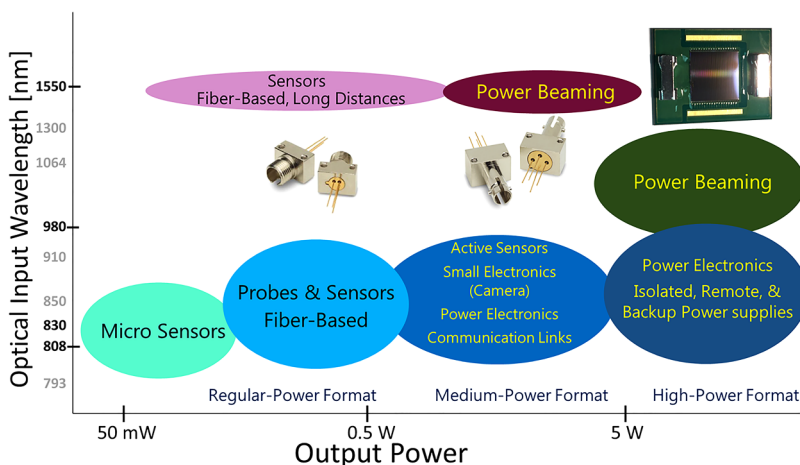 Optical Input Wavelength [nm]
1550
1300
1064
980
910
850
830
808
793
Sensors
Fiber-Based, Long Distances
Power Beaming
Power Beaming
Micro Sensors
Probes & Sensors
Fiber-Based
Active Sensors
Small Electronics
(Camera)
Power Electronics
Communication Links
Power Electronics
Isolated, Remote, &
Backup Power supplies
Regular-Power Format
Medium-Power Format
High-Power Format
50 mW
0.5 W
5 W
Output Power